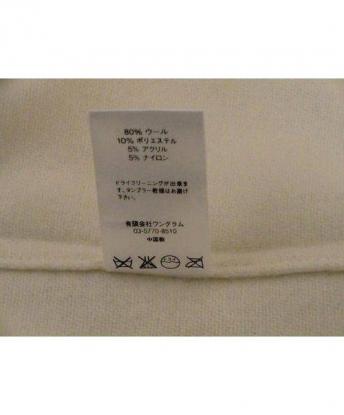 80% ウール
10% ポリエステル
5% アクリル
5% ナイロン
ドライクリーニングが出来ま
す。タンブラー乾燥はお避け
下さい。
有限会社ワングラム
03-5770-8510
中国製